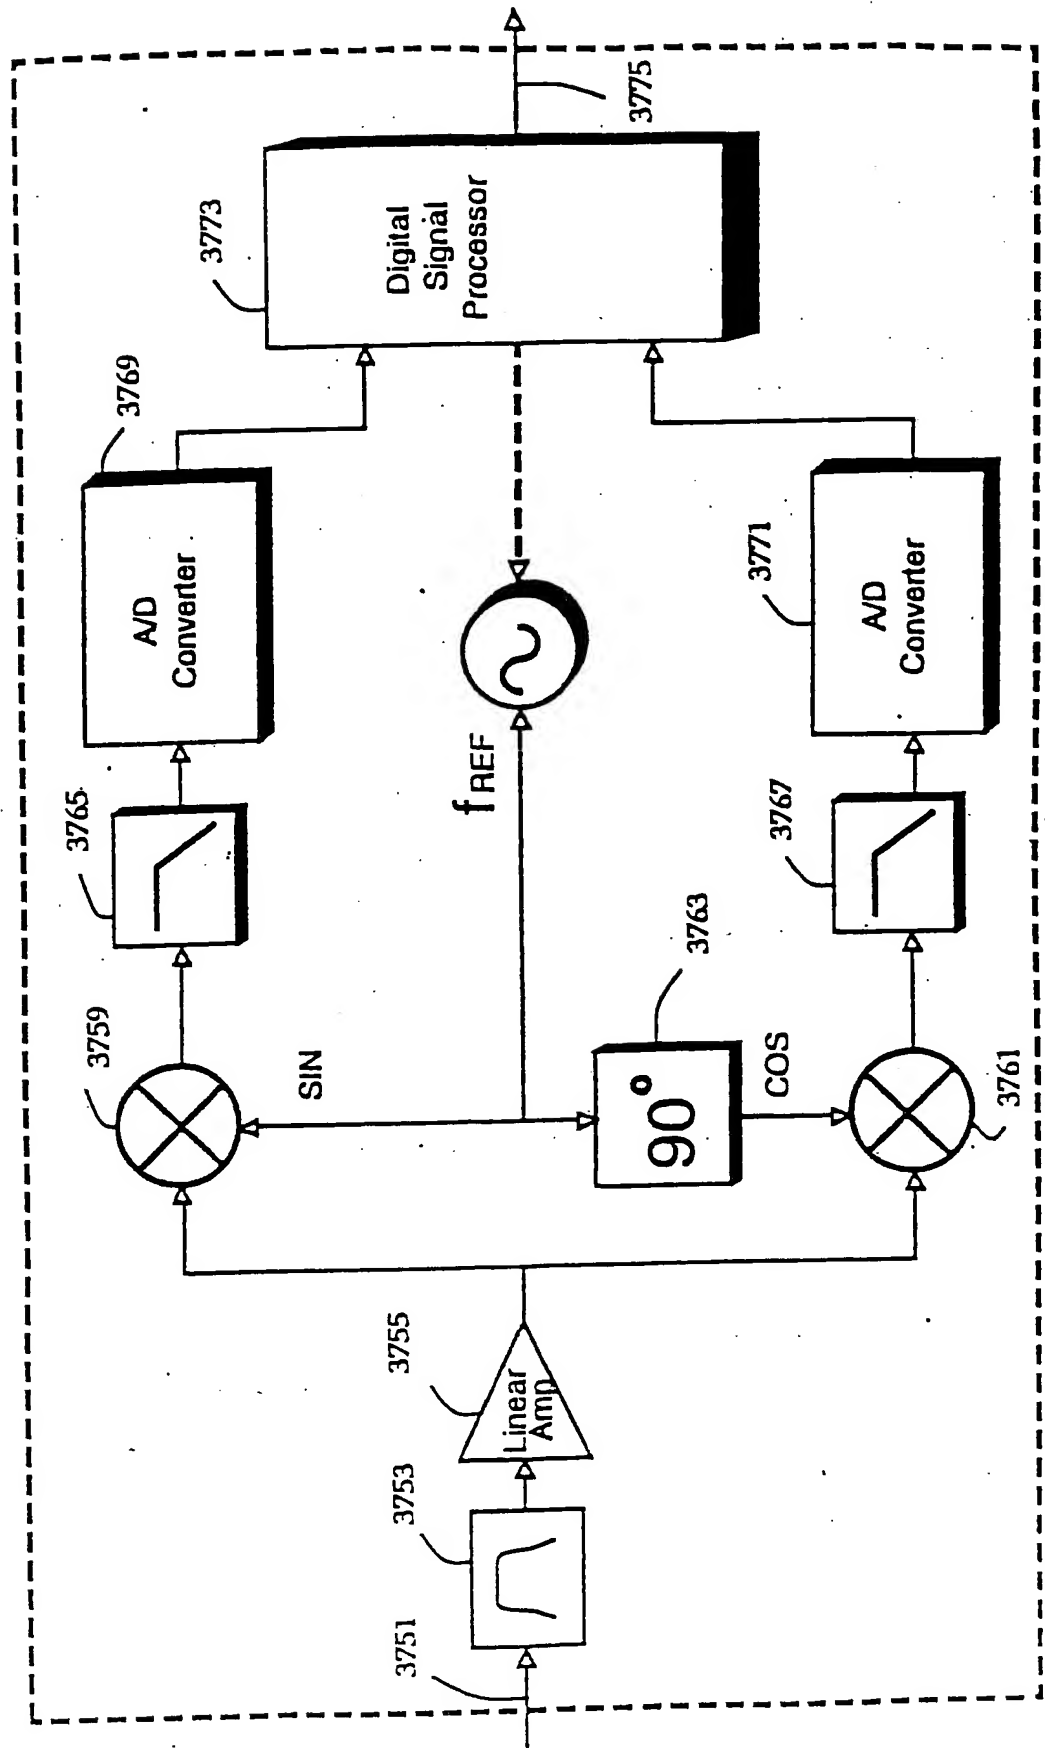 3759
3765
3769
3773
A/D
Converter
SIN
fREF
Digital
Signal
Processor
3775
3751
3753
3755
Linear
Amp
90°
3763
COS
3767
3771
A/D
Converter
3761